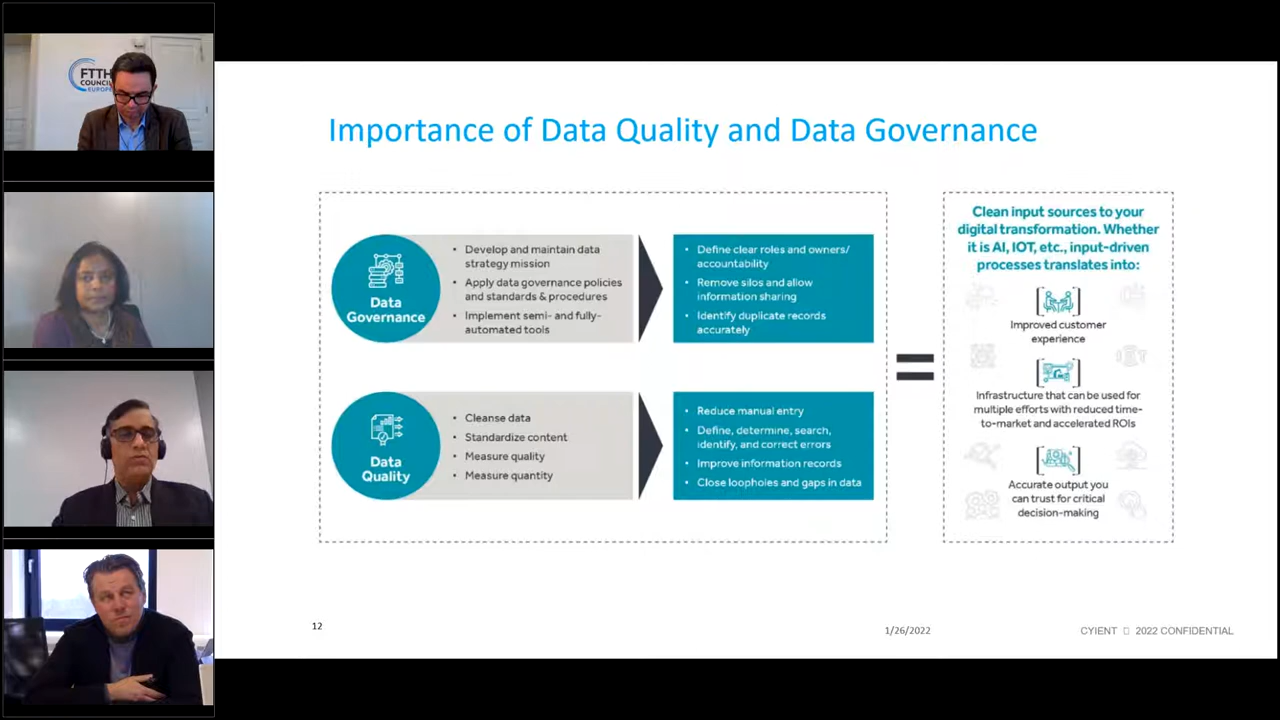 FTTH
COUNCIL
EUROPE
Importance of Data Quality and Data Governance
Data
Governance
• Develop and maintain data
strategy mission
• Apply data governance policies
and standards & procedures
• Implement semi- and fully-
automated tools
• Define clear roles and owners/
accountability
• Remove silos and allow
information sharing
• Identify duplicate records
accurately
Data
Quality
• Cleanse data
• Standardize content
• Measure quality
• Measure quantity
• Reduce manual entry
• Define, determine, search,
identify, and correct errors
• Improve information records
• Close loopholes and gaps in data
=
Clean input sources to your
digital transformation. Whether
it is AI, IOT, etc., input-driven
processes translates into:
Improved customer
experience
Infrastructure that can be used for
multiple efforts with reduced time-
to-market and accelerated ROIs
Accurate output you
can trust for critical
decision-making
12
1/26/2022
CYIENT 2022 CONFIDENTIAL